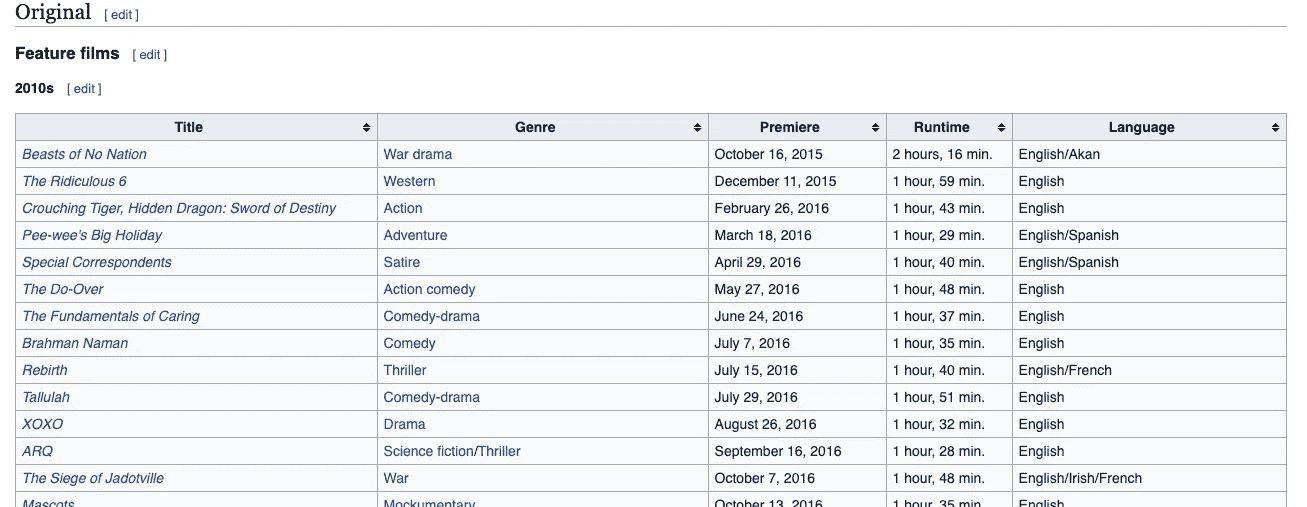 Original [ edit ]
Feature films [ edit ]
2010s [ edit ]
Title Genre Premiere Runtime Language
Beasts of No Nation War drama October 16, 2015 2 hours, 16 min. English/Akan
The Ridiculous 6 Western December 11, 2015 1 hour, 59 min. English
Crouching Tiger, Hidden Dragon: Sword of Destiny Action February 26, 2016 1 hour, 43 min. English
Pee-wee's Big Holiday Adventure March 18, 2016 1 hour, 29 min. English/Spanish
Special Correspondents Satire April 29, 2016 1 hour, 40 min. English/Spanish
The Do-Over Action comedy May 27, 2016 1 hour, 48 min. English
The Fundamentals of Caring Comedy-drama June 24, 2016 1 hour, 37 min. English
Brahman Naman Comedy July 7, 2016 1 hour, 35 min. English
Rebirth Thriller July 15, 2016 1 hour, 40 min. English/French
Tallulah Comedy-drama July 29, 2016 1 hour, 51 min. English
XOXO Drama August 26, 2016 1 hour, 32 min. English
ARQ Science fiction/Thriller September 16, 2016 1 hour, 28 min. English
The Siege of Jadotville War October 7, 2016 1 hour, 48 min. English/Irish/French
Mascots Mockumentary October 13, 2016 1 hour, 35 min. English